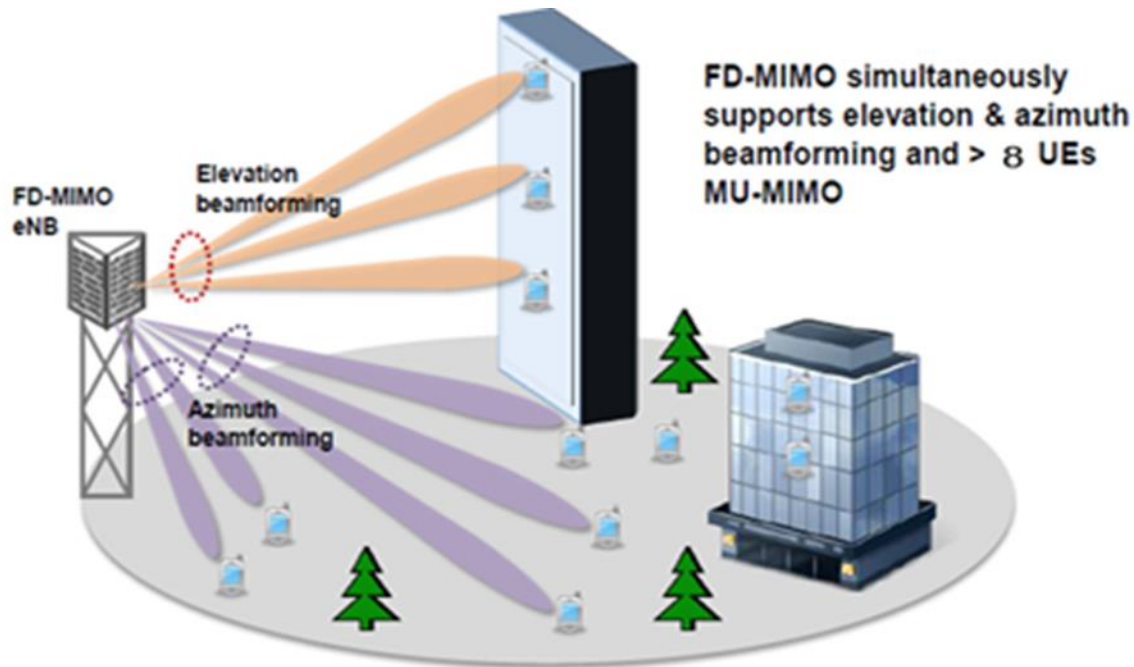 FD-MIMO simultaneously
supports elevation & azimuth
beamforming and > 8 UEs
MU-MIMO
Elevation
beamforming
FD-MIMO
eNB
Azimuth
beamforming